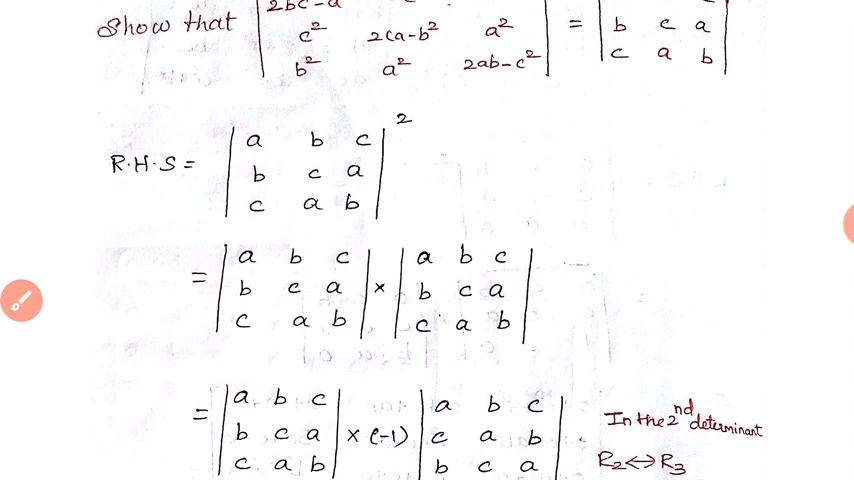 Show that | 2bc-a
c² 2ca-b² a² | = | b c a
b² a² 2ab-c² | | c a b |
R.H.S = | a b c |²
| b c a |
| c a b |
= | a b c | × | a b c |
| b c a | | b c a |
| c a b | | c a b |
= | a b c | × (-1) | a b c | In the 2nd determinant
| b c a | | c a b |
| c a b | | b c a | R₂↔R₃